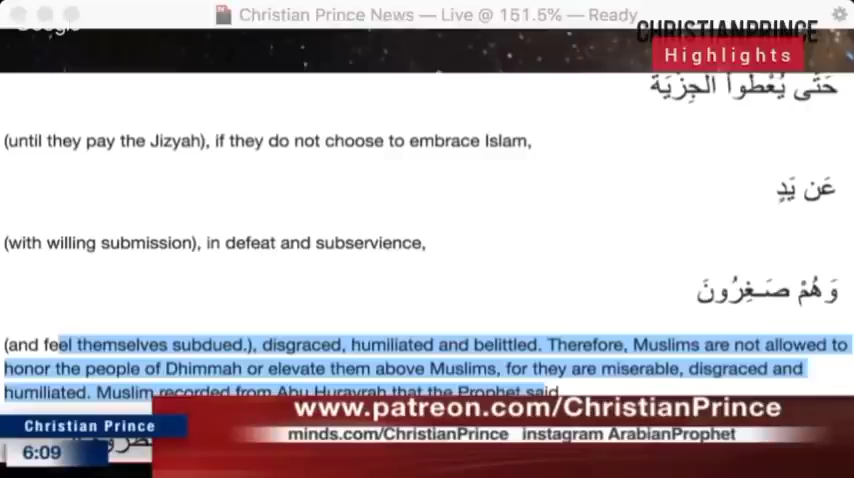 Christian Prince News — Live @ 151.5% — Ready
CHRISTIANPRINCE
Highlights
حَتَّى يُعْطُواْ الْجِزْيَةَ
(until they pay the Jizyah), if they do not choose to embrace Islam,
عَن يَدٍ
(with willing submission), in defeat and subservience,
وَهُمْ صَـغِرُونَ
(and feel themselves subdued.), disgraced, humiliated and belittled. Therefore, Muslims are not allowed to
honor the people of Dhimmah or elevate them above Muslims, for they are miserable, disgraced and
humiliated. Muslim recorded from Abu Hurayrah that the Prophet said
www.patreon.com/ChristianPrince
Christian Prince
minds.com/ChristianPrince instagram ArabianProphet
6:09